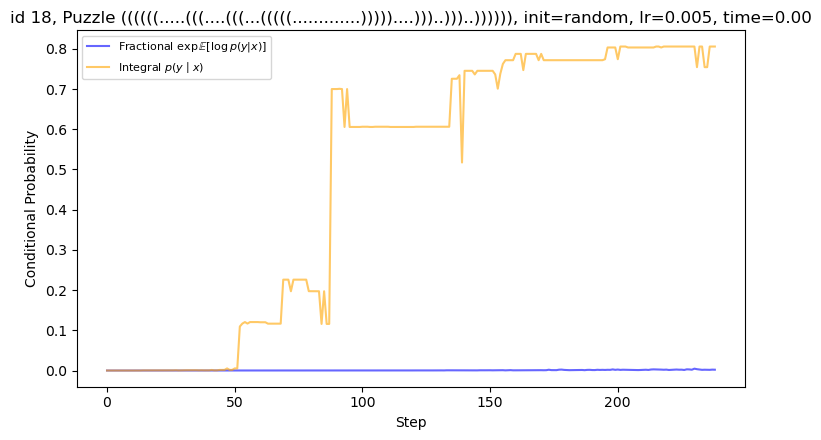 id 18, Puzzle ((((((.....(((....(((...(((((.............)))))....)))..)))..)))))), init=random, lr=0.005, time=0.00
Fractional exp 𝔼[log p(y|x)]
Integral p(y | x)
Conditional Probability
0.8
0.7
0.6
0.5
0.4
0.3
0.2
0.1
0.0
0 50 100 150 200
Step